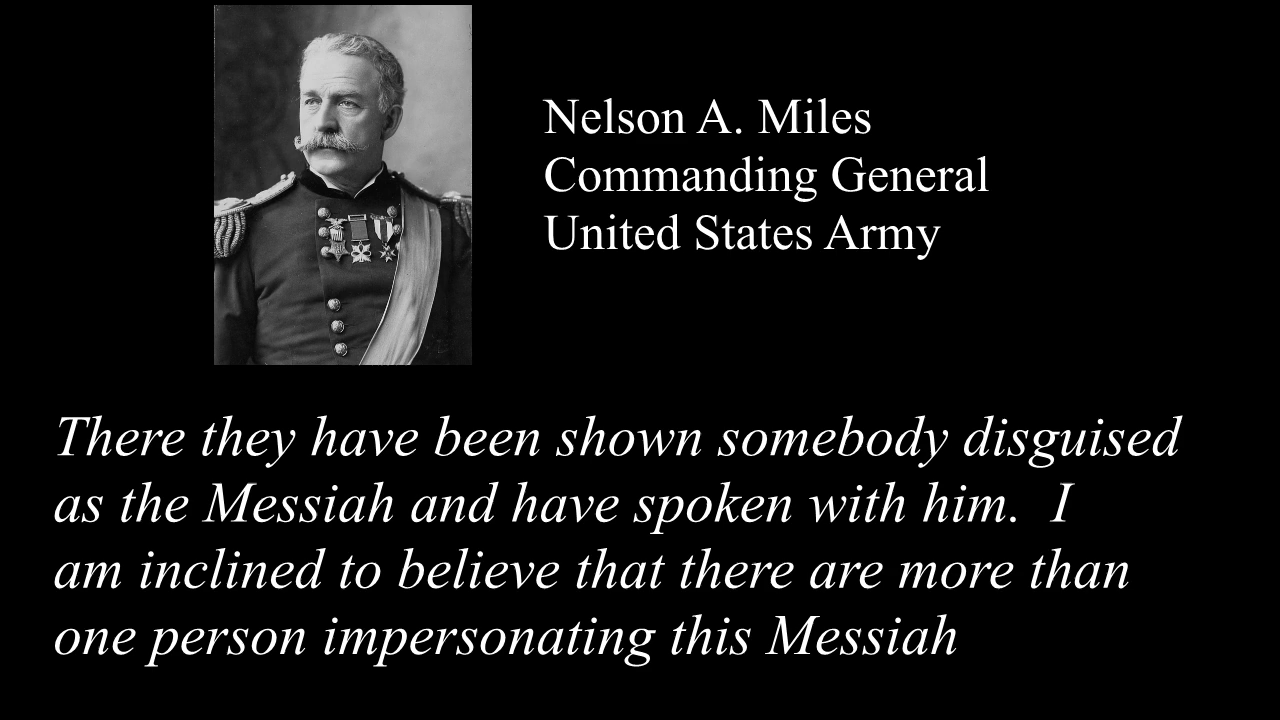 Nelson A. Miles
Commanding General
United States Army
There they have been shown somebody disguised
as the Messiah and have spoken with him.  I
am inclined to believe that there are more than
one person impersonating this Messiah